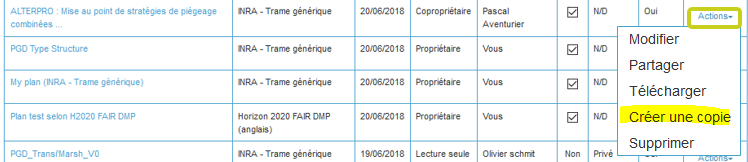 ALTERPRO : Mise au point de stratégies de piégeage combinées ... INRA - Trame générique 20/06/2018 Copropriétaire Pascal Aventurier N/D Oui Actions
PGD Type Structure INRA - Trame générique 20/06/2018 Propriétaire Vous N/D
My plan (INRA - Trame générique) INRA - Trame générique 20/06/2018 Propriétaire Vous N/D
Plan test selon H2020 FAIR DMP Horizon 2020 FAIR DMP (anglais) 20/06/2018 Propriétaire Vous N/D
PGD_Trans/Marsh_V0 INRA - Trame générique 19/06/2018 Lecture seule Olivier schmit Non Privé Actions
Modifier
Partager
Télécharger
Créer une copie
Supprimer